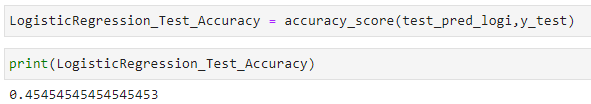 LogisticRegression_Test_Accuracy = accuracy_score(test_pred_logi,y_test)
print(LogisticRegression_Test_Accuracy)
0.45454545454545453